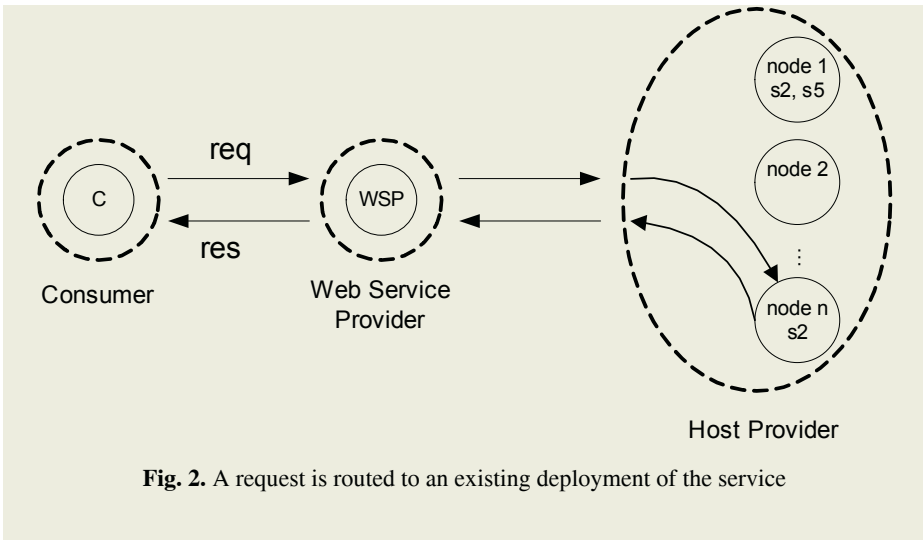 req
C
res
Consumer
WSP
Web Service
Provider
node 1
s2, s5
node 2
⋮
node n
s2
Host Provider
Fig. 2. A request is routed to an existing deployment of the service